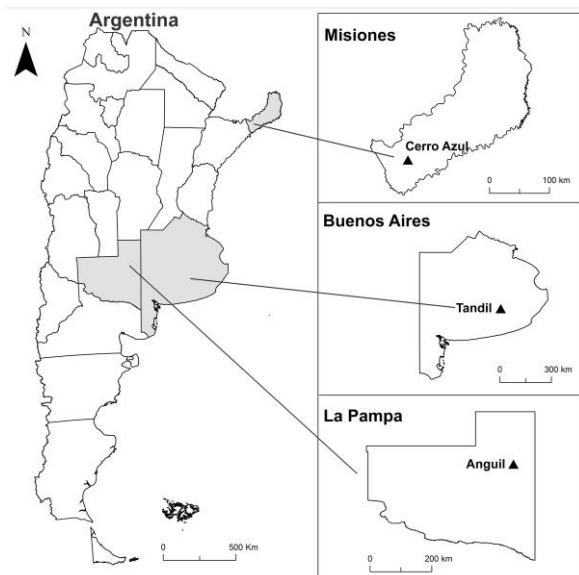 Argentina
N
0 500 Km
Misiones
Cerro Azul
0 100 km
Buenos Aires
Tandil
0 300 km
La Pampa
Anguil
0 200 km